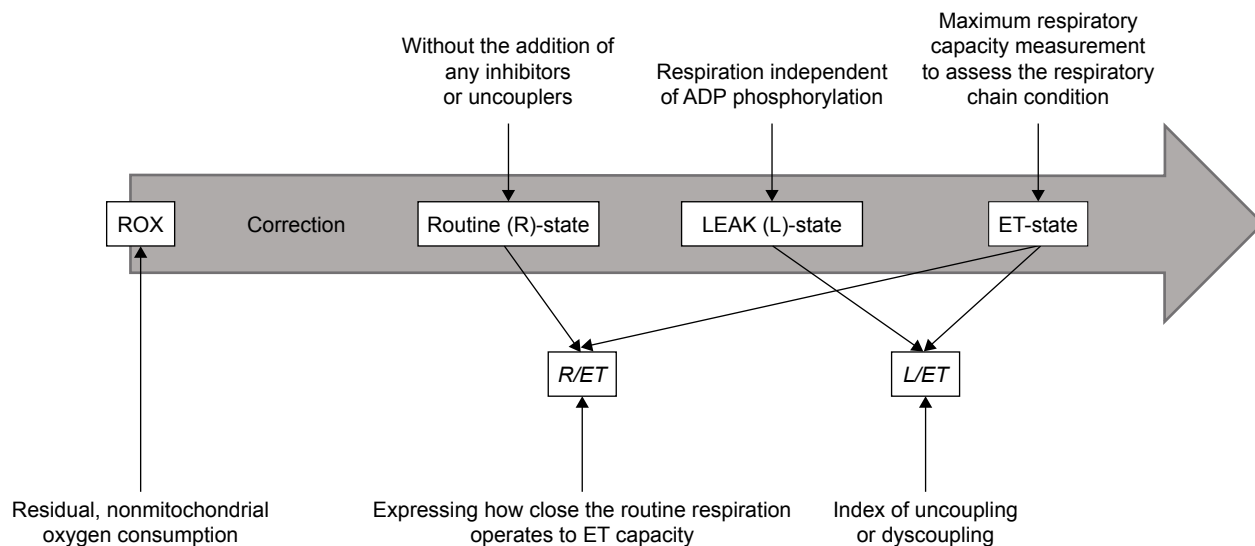 Without the addition of
any inhibitors
or uncouplers
Respiration independent
of ADP phosphorylation
Maximum respiratory
capacity measurement
to assess the respiratory
chain condition
ROX
Correction
Routine (R)-state
LEAK (L)-state
ET-state
R/ET
L/ET
Residual, nonmitochondrial
oxygen consumption
Expressing how close the routine respiration
operates to ET capacity
Index of uncoupling
or dyscoupling